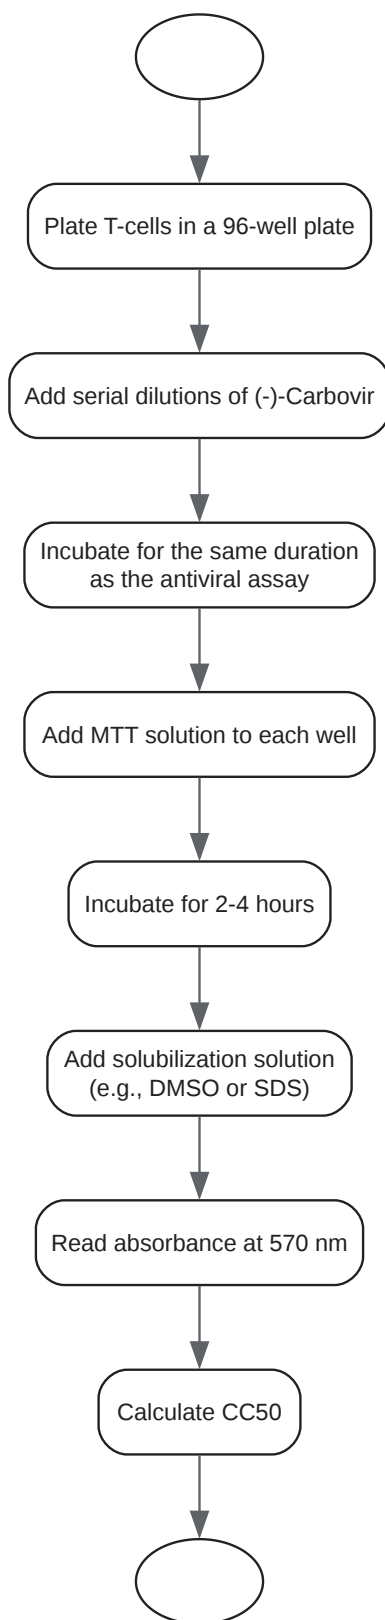 Plate T-cells in a 96-well plate
Add serial dilutions of (-)-Carbovir
Incubate for the same duration
as the antiviral assay
Add MTT solution to each well
Incubate for 2-4 hours
Add solubilization solution
(e.g., DMSO or SDS)
Read absorbance at 570 nm
Calculate CC50